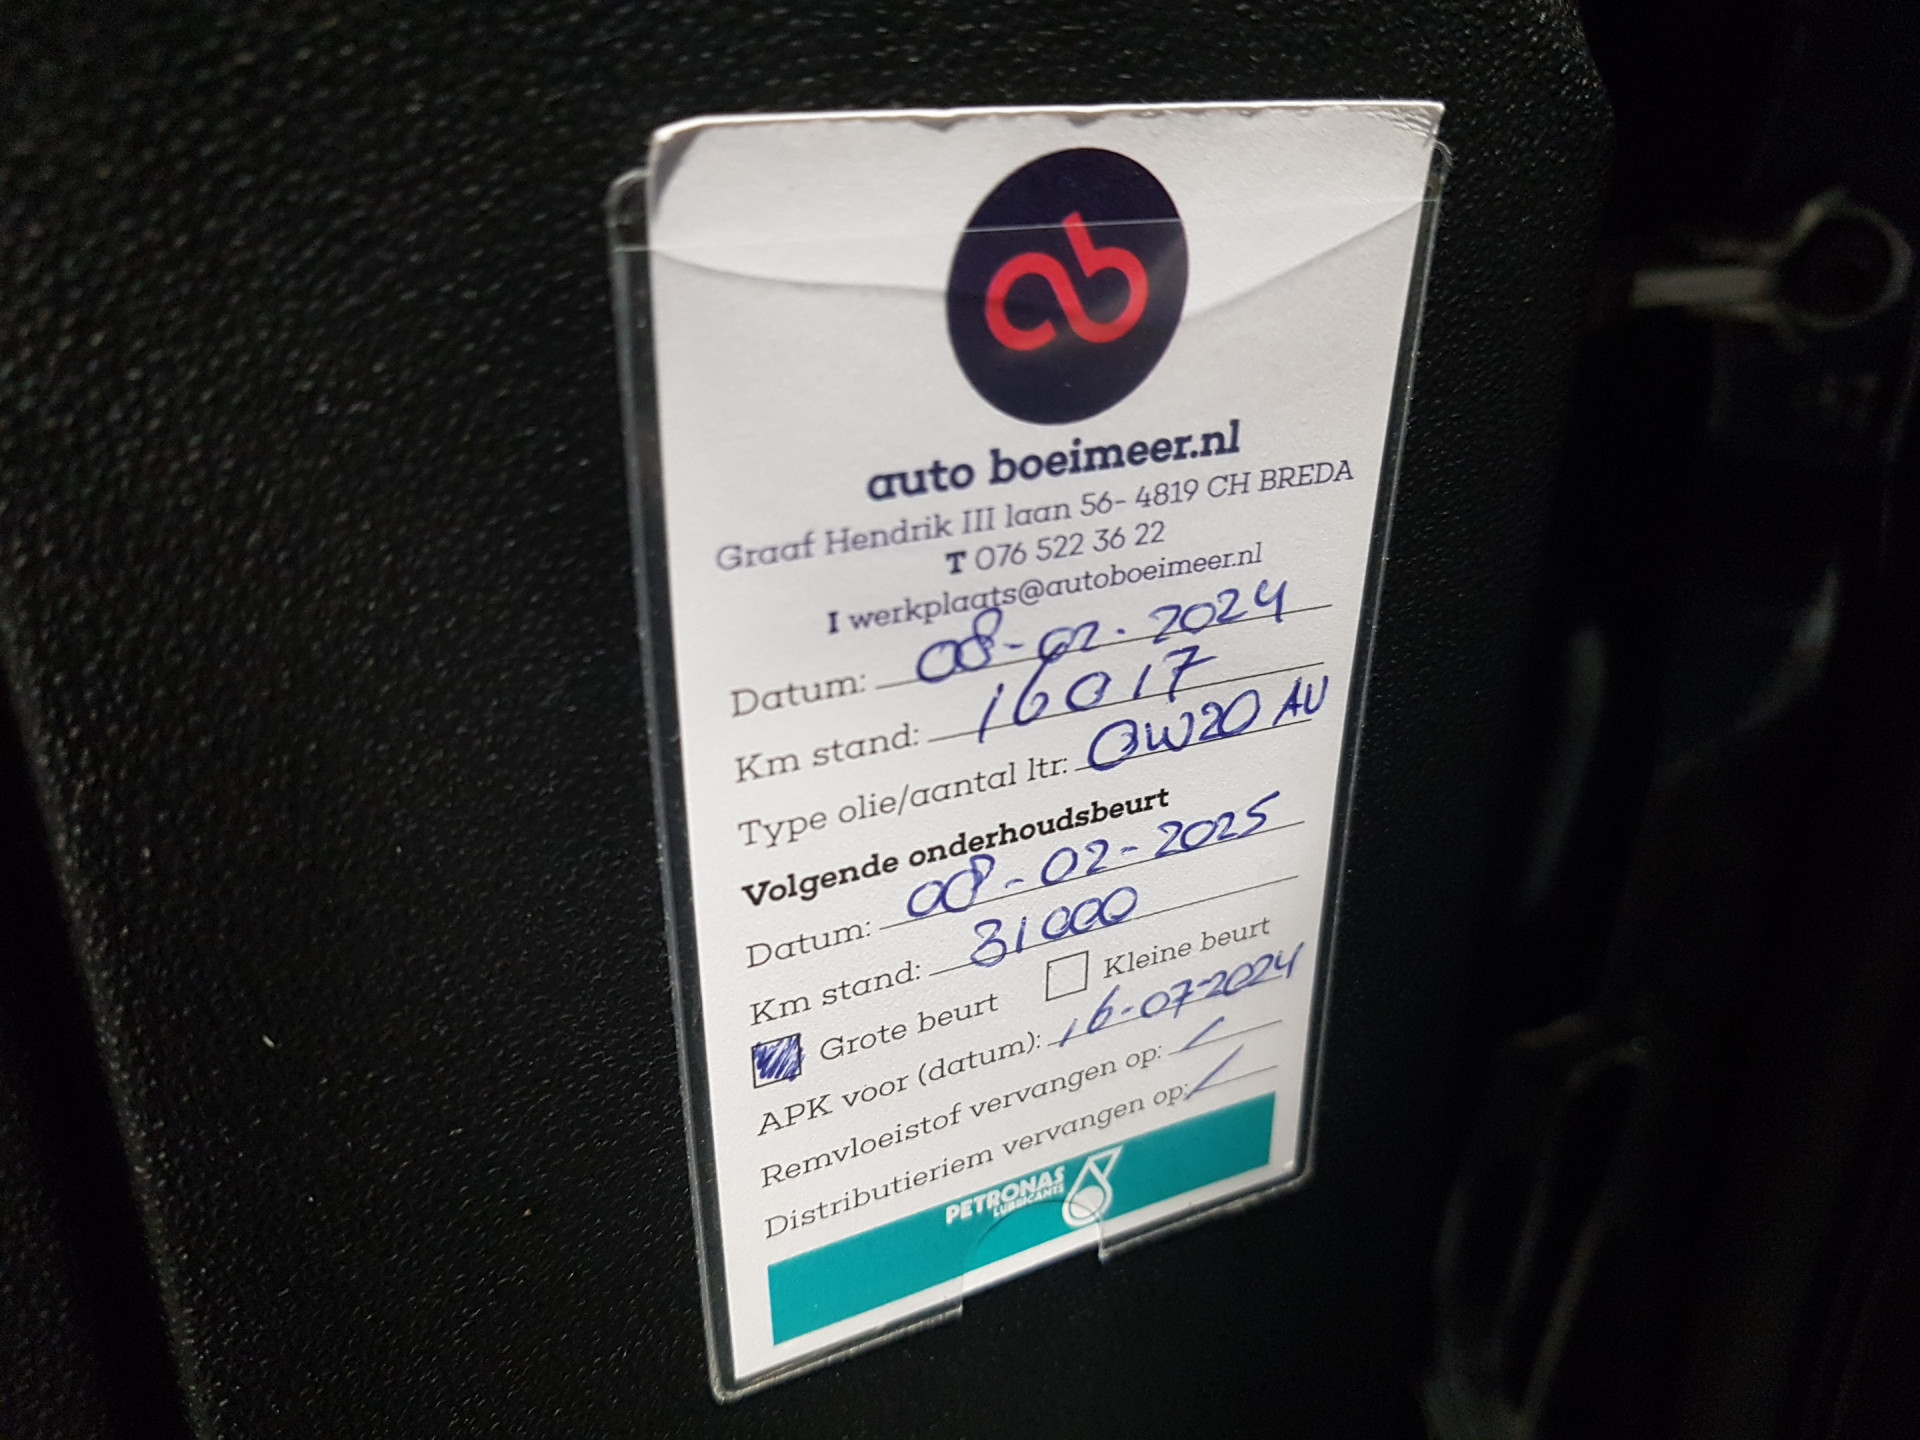 ab
auto boeimeer.nl
Graaf Hendrik III laan 56- 4819 CH BREDA
T 076 522 36 22
I werkplaats@autoboeimeer.nl
Datum: 08-02-2024
Km stand: 16017
Type olie/aantal ltr: 0W20 AU
Volgende onderhoudsbeurt
Datum: 08-02-2025
Km stand: 31000
Grote beurt Kleine beurt
APK voor (datum): 16-07-2024
Remvloeistof vervangen op: /
Distributieriem vervangen op: /
PETRONAS
LUBRICANTS